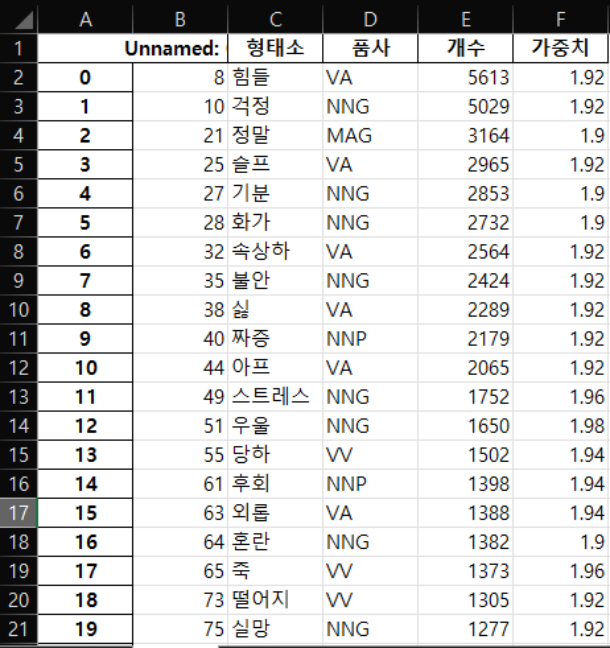 A B C D E F
1 Unnamed: 형태소 품사 개수 가중치
2 0 8 힘들 VA 5613 1.92
3 1 10 걱정 NNG 5029 1.92
4 2 21 정말 MAG 3164 1.9
5 3 25 슬프 VA 2965 1.92
6 4 27 기분 NNG 2853 1.9
7 5 28 화가 NNG 2732 1.9
8 6 32 속상하 VA 2564 1.92
9 7 35 불안 NNG 2424 1.92
10 8 38 싫 VA 2289 1.92
11 9 40 짜증 NNP 2179 1.92
12 10 44 아프 VA 2065 1.92
13 11 49 스트레스 NNG 1752 1.96
14 12 51 우울 NNG 1650 1.98
15 13 55 당하 VV 1502 1.94
16 14 61 후회 NNP 1398 1.94
17 15 63 외롭 VA 1388 1.94
18 16 64 혼란 NNG 1382 1.9
19 17 65 죽 VV 1373 1.96
20 18 73 떨어지 VV 1305 1.92
21 19 75 실망 NNG 1277 1.92